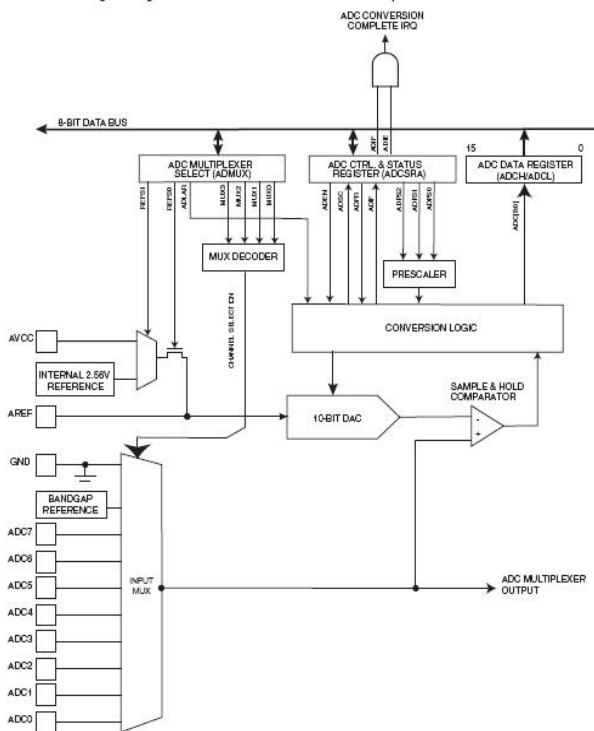 ADC CONVERSION
COMPLETE IRQ
8-BIT DATA BUS
ADIF
ADIE
15
0
ADC MULTIPLEXER
SELECT (ADMUX)
ADC CTRL. & STATUS
REGISTER (ADCSRA)
ADC DATA REGISTER
(ADCH/ADCL)
REFS1
REFS0
ADLAR
MUX3
MUX2
MUX1
MUX0
ADEN
ADSC
ADFR
ADIF
ADPS2
ADPS1
ADPS0
ADC[9:0]
MUX DECODER
PRESCALER
CHANNEL SELECTION
CONVERSION LOGIC
AVCC
INTERNAL 2.56V
REFERENCE
SAMPLE & HOLD
COMPARATOR
AREF
10-BIT DAC
-
+
GND
BANDGAP
REFERENCE
ADC7
ADC6
ADC5
INPUT
MUX
ADC MULTIPLEXER
OUTPUT
ADC4
ADC3
ADC2
ADC1
ADC0